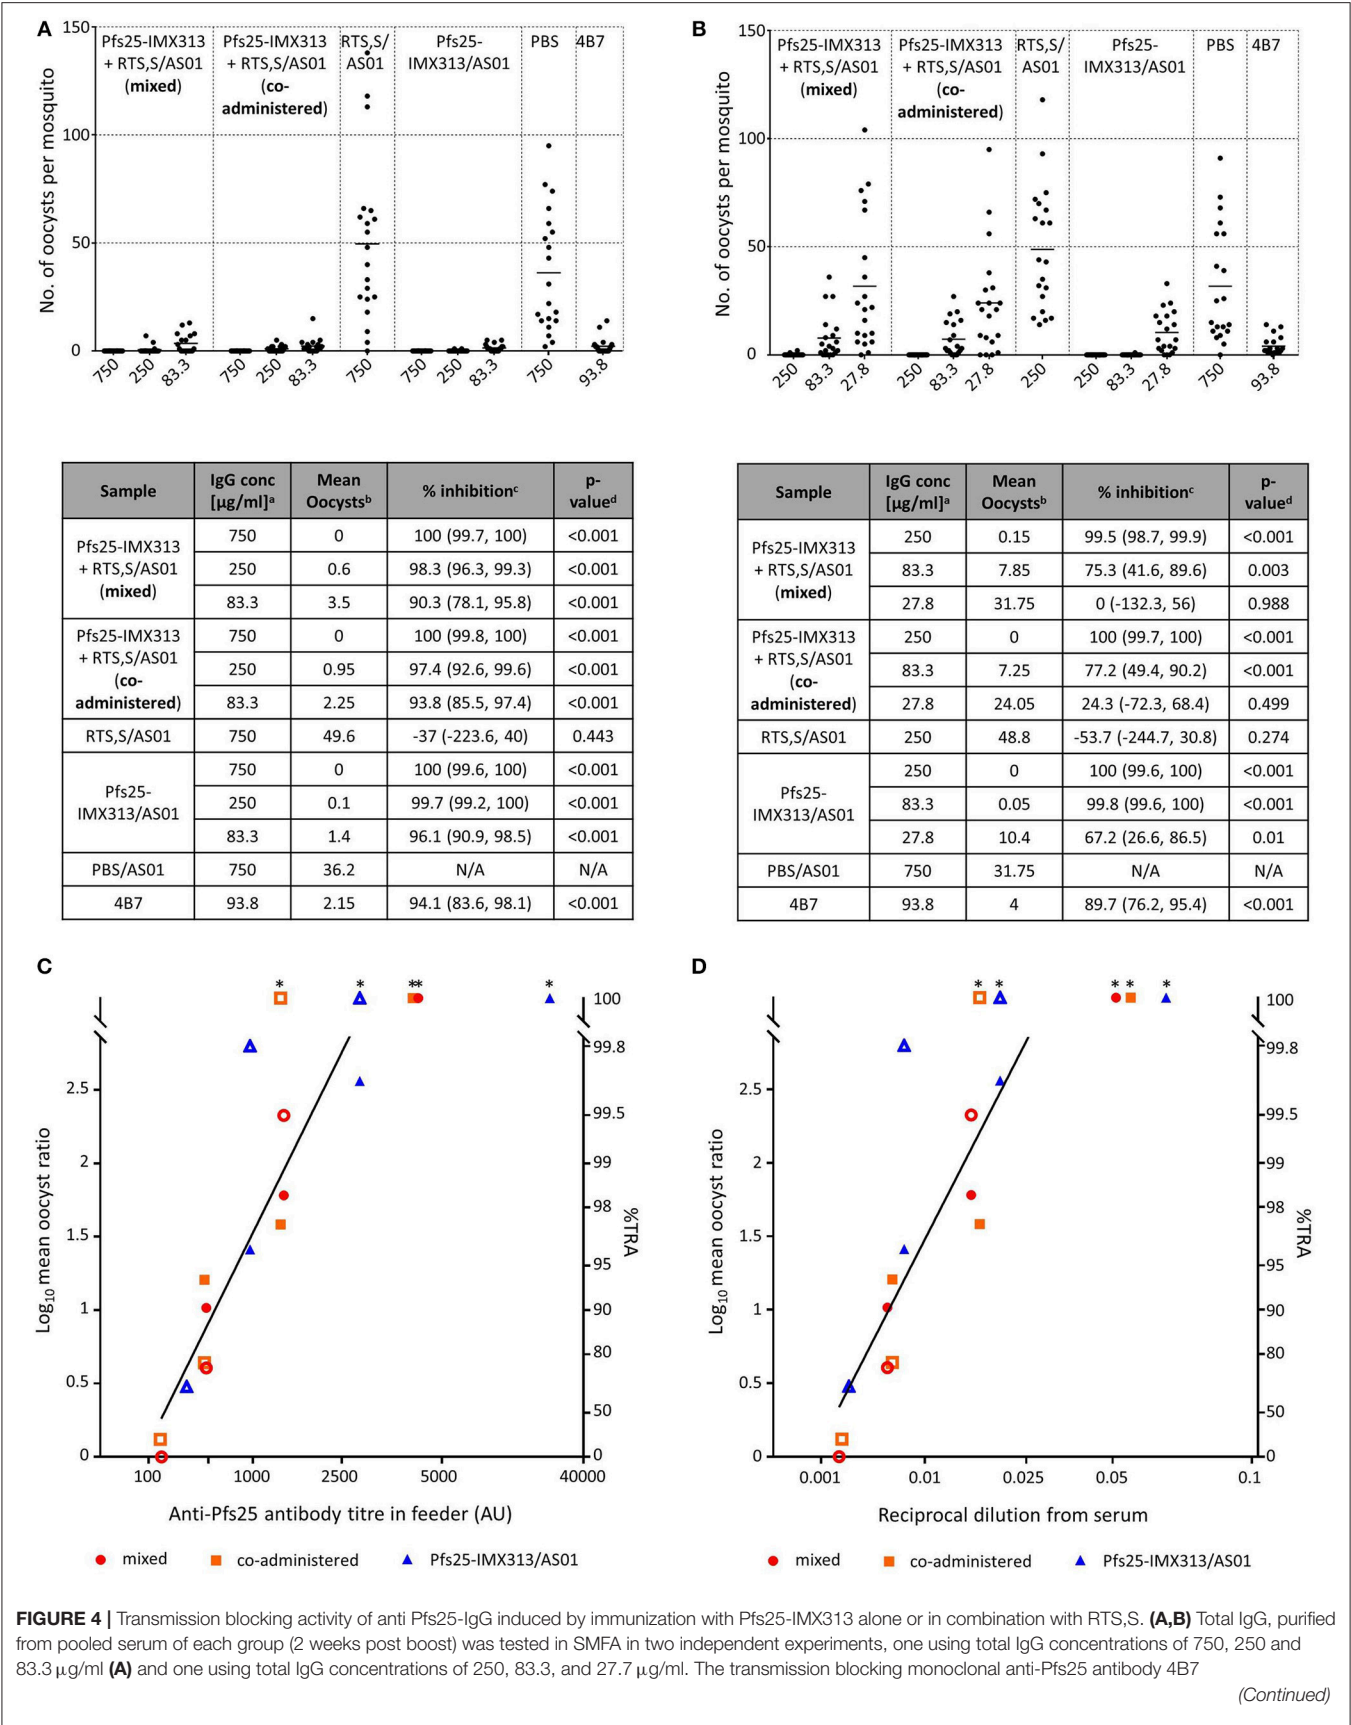 A
Pfs25-IMX313
+ RTS,S/AS01
(mixed)
Pfs25-IMX313
+ RTS,S/AS01
(co-
administered)
RTS,S/
AS01
Pfs25-
IMX313/AS01
PBS
4B7
No. of oocysts per mosquito
150
100
50
0
750 250 83.3 750 250 83.3 750 750 250 83.3 750 93.8
B
Pfs25-IMX313
+ RTS,S/AS01
(mixed)
Pfs25-IMX313
+ RTS,S/AS01
(co-
administered)
RTS,S/
AS01
Pfs25-
IMX313/AS01
PBS
4B7
No. of oocysts per mosquito
150
100
50
0
250 83.3 27.8 250 83.3 27.8 250 250 83.3 27.8 750 93.8
Sample IgG conc [µg/ml]a Mean Oocystsb % inhibitionc p-valued
Pfs25-IMX313 + RTS,S/AS01 (mixed)
750 0 100 (99.7, 100) <0.001
250 0.6 98.3 (96.3, 99.3) <0.001
83.3 3.5 90.3 (78.1, 95.8) <0.001
Pfs25-IMX313 + RTS,S/AS01 (co-administered)
750 0 100 (99.8, 100) <0.001
250 0.95 97.4 (92.6, 99.6) <0.001
83.3 2.25 93.8 (85.5, 97.4) <0.001
RTS,S/AS01 750 49.6 -37 (-223.6, 40) 0.443
Pfs25-IMX313/AS01
750 0 100 (99.6, 100) <0.001
250 0.1 99.7 (99.2, 100) <0.001
83.3 1.4 96.1 (90.9, 98.5) <0.001
PBS/AS01 750 36.2 N/A N/A
4B7 93.8 2.15 94.1 (83.6, 98.1) <0.001
Sample IgG conc [µg/ml]a Mean Oocystsb % inhibitionc p-valued
Pfs25-IMX313 + RTS,S/AS01 (mixed)
250 0.15 99.5 (98.7, 99.9) <0.001
83.3 7.85 75.3 (41.6, 89.6) 0.003
27.8 31.75 0 (-132.3, 56) 0.988
Pfs25-IMX313 + RTS,S/AS01 (co-administered)
250 0 100 (99.7, 100) <0.001
83.3 7.25 77.2 (49.4, 90.2) <0.001
27.8 24.05 24.3 (-72.3, 68.4) 0.499
RTS,S/AS01 250 48.8 -53.7 (-244.7, 30.8) 0.274
Pfs25-IMX313/AS01
250 0 100 (99.6, 100) <0.001
83.3 0.05 99.8 (99.6, 100) <0.001
27.8 10.4 67.2 (26.6, 86.5) 0.01
PBS/AS01 750 31.75 N/A N/A
4B7 93.8 4 89.7 (76.2, 95.4) <0.001
C
* * ** *
Log10 mean oocyst ratio
2.5
2
1.5
1
0.5
0
100
99.8
99.5
99
98
95
90
80
50
0
%TRA
100 1000 2500 5000 40000
Anti-Pfs25 antibody titre in feeder (AU)
mixed co-administered Pfs25-IMX313/AS01
D
* * * * *
Log10 mean oocyst ratio
2.5
2
1.5
1
0.5
0
100
99.8
99.5
99
98
95
90
80
50
0
%TRA
0.001 0.01 0.025 0.05 0.1
Reciprocal dilution from serum
mixed co-administered Pfs25-IMX313/AS01
FIGURE 4 | Transmission blocking activity of anti Pfs25-IgG induced by immunization with Pfs25-IMX313 alone or in combination with RTS,S. (A,B) Total IgG, purified
from pooled serum of each group (2 weeks post boost) was tested in SMFA in two independent experiments, one using total IgG concentrations of 750, 250 and
83.3 µg/ml (A) and one using total IgG concentrations of 250, 83.3, and 27.7 µg/ml. The transmission blocking monoclonal anti-Pfs25 antibody 4B7
(Continued)